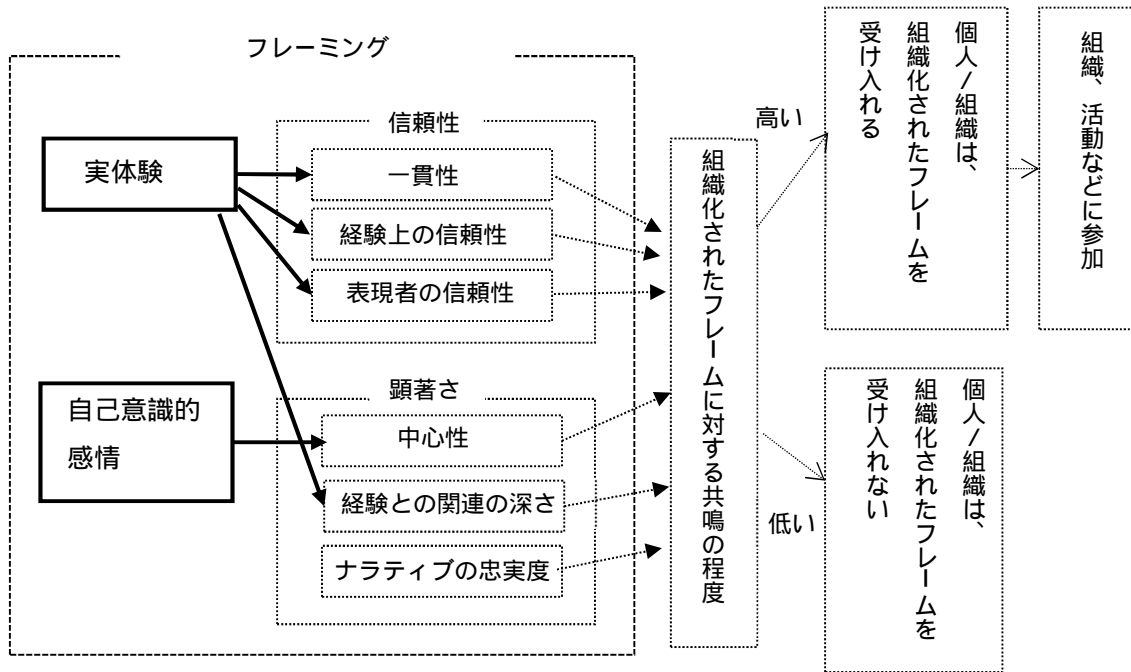 フレーミング
実体験
信頼性
一貫性
経験上の信頼性
表現者の信頼性
自己意識的
感情
顕著さ
中心性
経験との関連の深さ
ナラティブの忠実度
組織化されたフレームに対する共鳴の程度
高い
個人/組織は、
組織化されたフレームを
受け入れる
組織、活動などに参加
低い
個人/組織は、
組織化されたフレームを
受け入れない